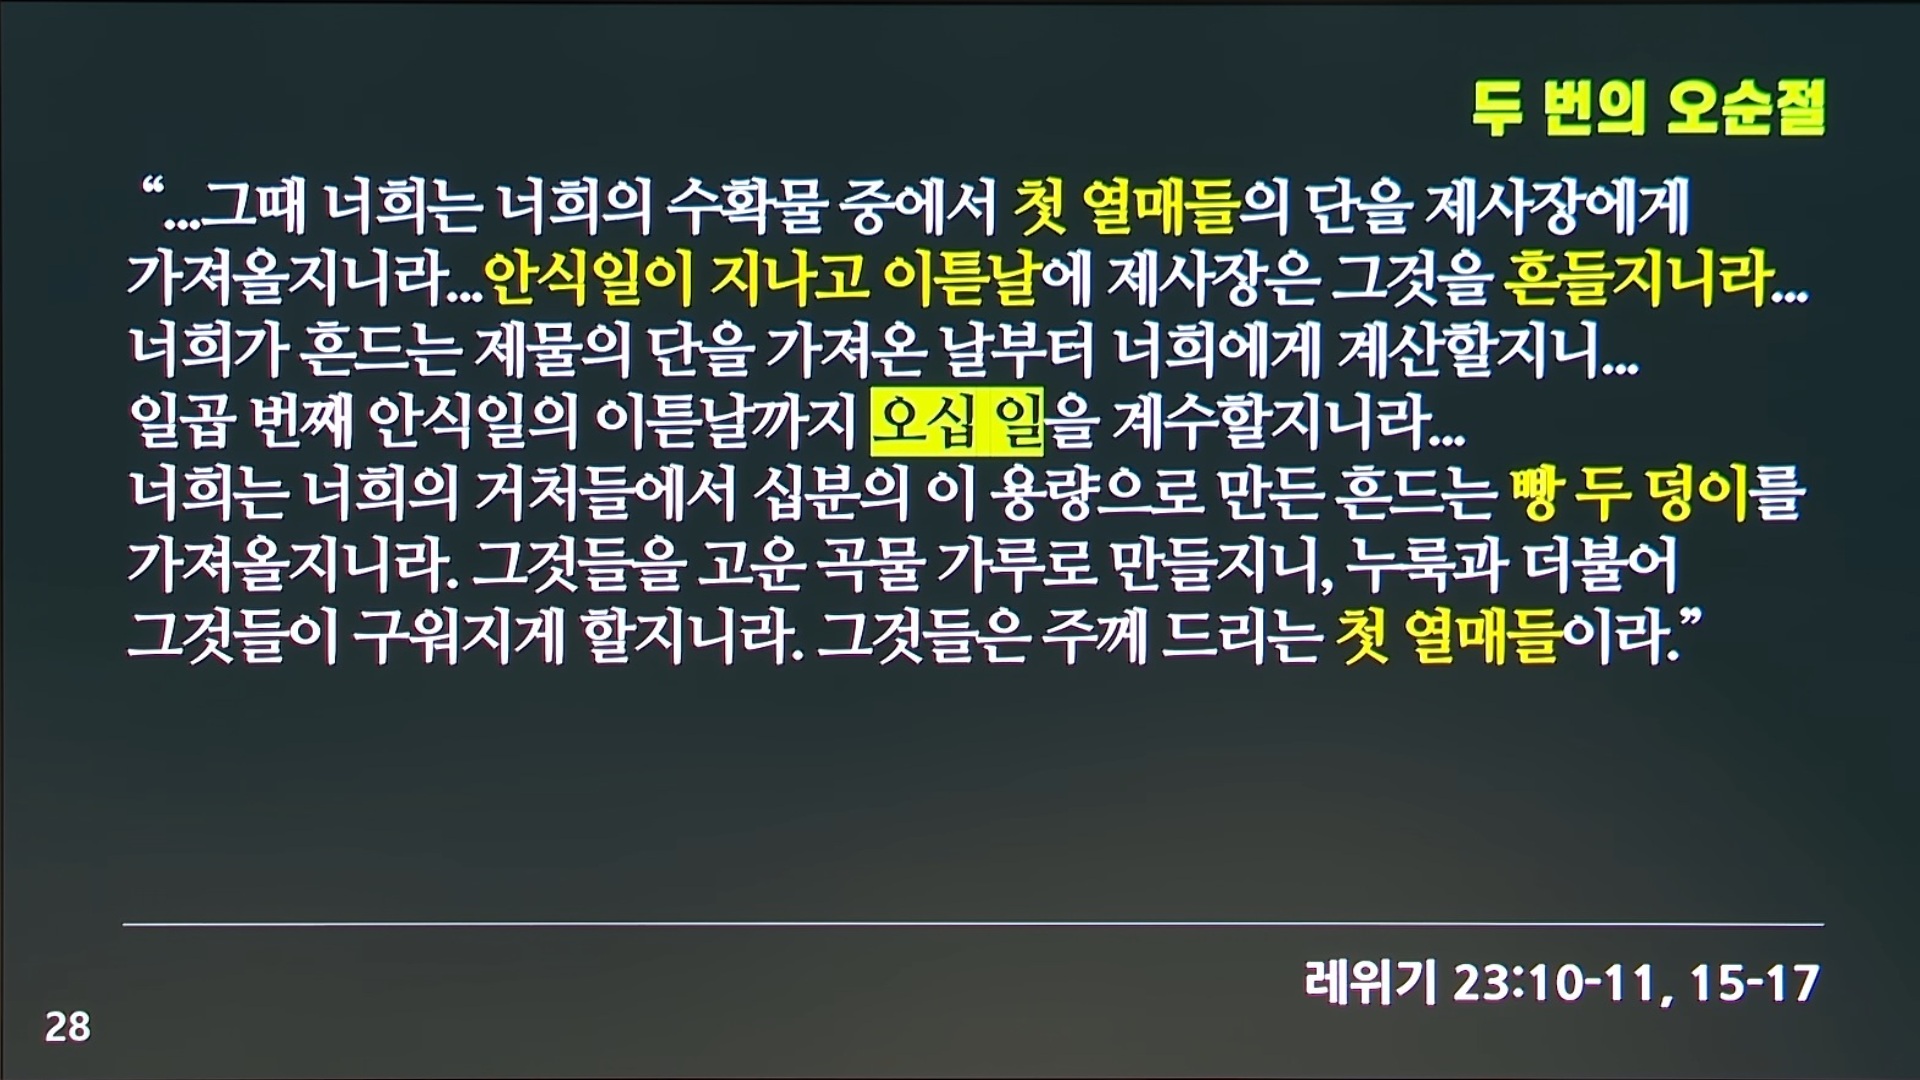 두 번의 오순절
“...그때 너희는 너희의 수확물 중에서 첫 열매들의 단을 제사장에게
가져올지니라...안식일이 지나고 이튿날에 제사장은 그것을 흔들지니라...
너희가 흔드는 제물의 단을 가져온 날부터 너희에게 계산할지니...
일곱 번째 안식일의 이튿날까지 오십 일을 계수할지니라...
너희는 너희의 거처들에서 십분의 이 용량으로 만든 흔드는 빵 두 덩이를
가져올지니라. 그것들을 고운 곡물 가루로 만들지니, 누룩과 더불어
그것들이 구워지게 할지니라. 그것들은 주께 드리는 첫 열매들이라.”
레위기 23:10-11, 15-17
28